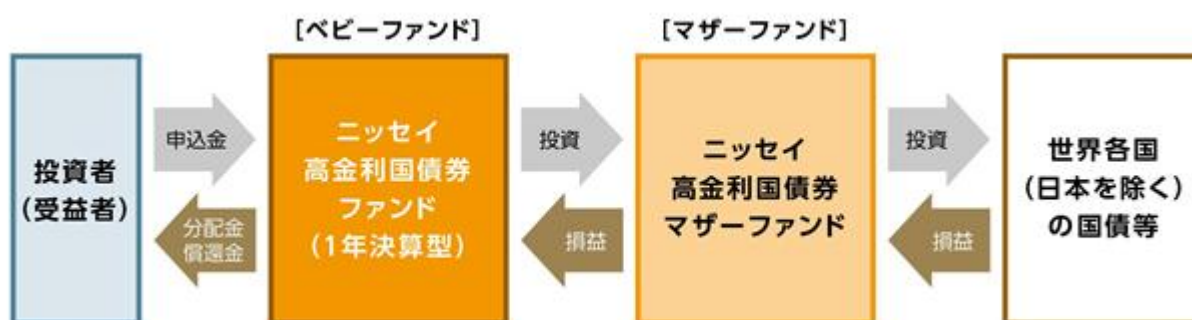 [ベビーファンド]
[マザーファンド]
投資者
(受益者)
申込金
分配金
償還金
ニッセイ
高金利国債券
ファンド
(1年決算型)
投資
損益
ニッセイ
高金利国債券
マザーファンド
投資
損益
世界各国
(日本を除く)
の国債等